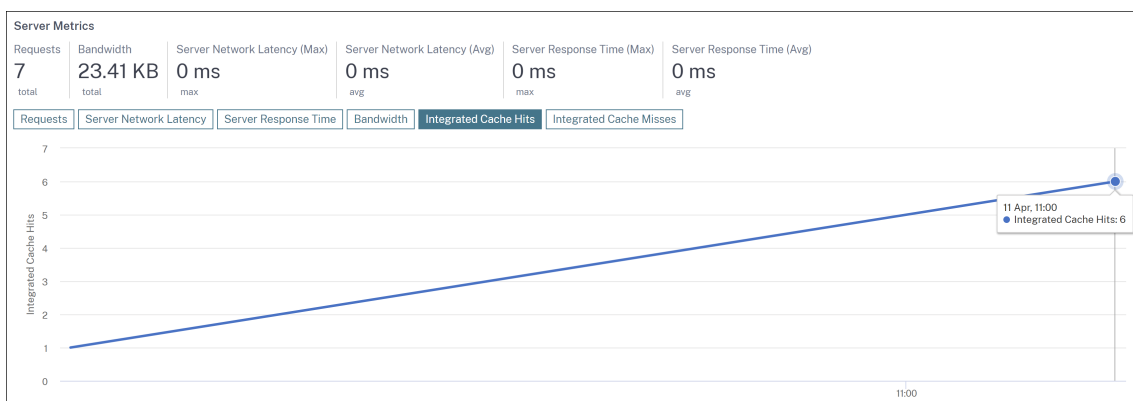 Server Metrics
Requests Bandwidth Server Network Latency (Max) Server Network Latency (Avg) Server Response Time (Max) Server Response Time (Avg)
7 23.41 KB 0 ms 0 ms 0 ms 0 ms
total total max avg max avg
Requests Server Network Latency Server Response Time Bandwidth Integrated Cache Hits Integrated Cache Misses
Integrated Cache Hits
7
6
5
4
3
2
1
0
11 Apr, 11:00
Integrated Cache Hits: 6
11:00